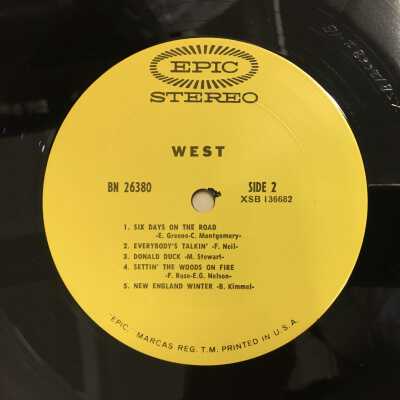 EPIC
STEREO
WEST
BN 26380 SIDE 2
XSB 136682
1. SIX DAYS ON THE ROAD
-E. Greene-C. Montgomery-
2. EVERYBODY'S TALKIN' -F. Neil-
3. DONALD DUCK -M. Stewart-
4. SETTIN' THE WOODS ON FIRE
-F. Rose-E.G. Nelson-
5. NEW ENGLAND WINTER -B. Kimmel-
"EPIC," MARCAS REG. T.M. PRINTED IN U.S.A.